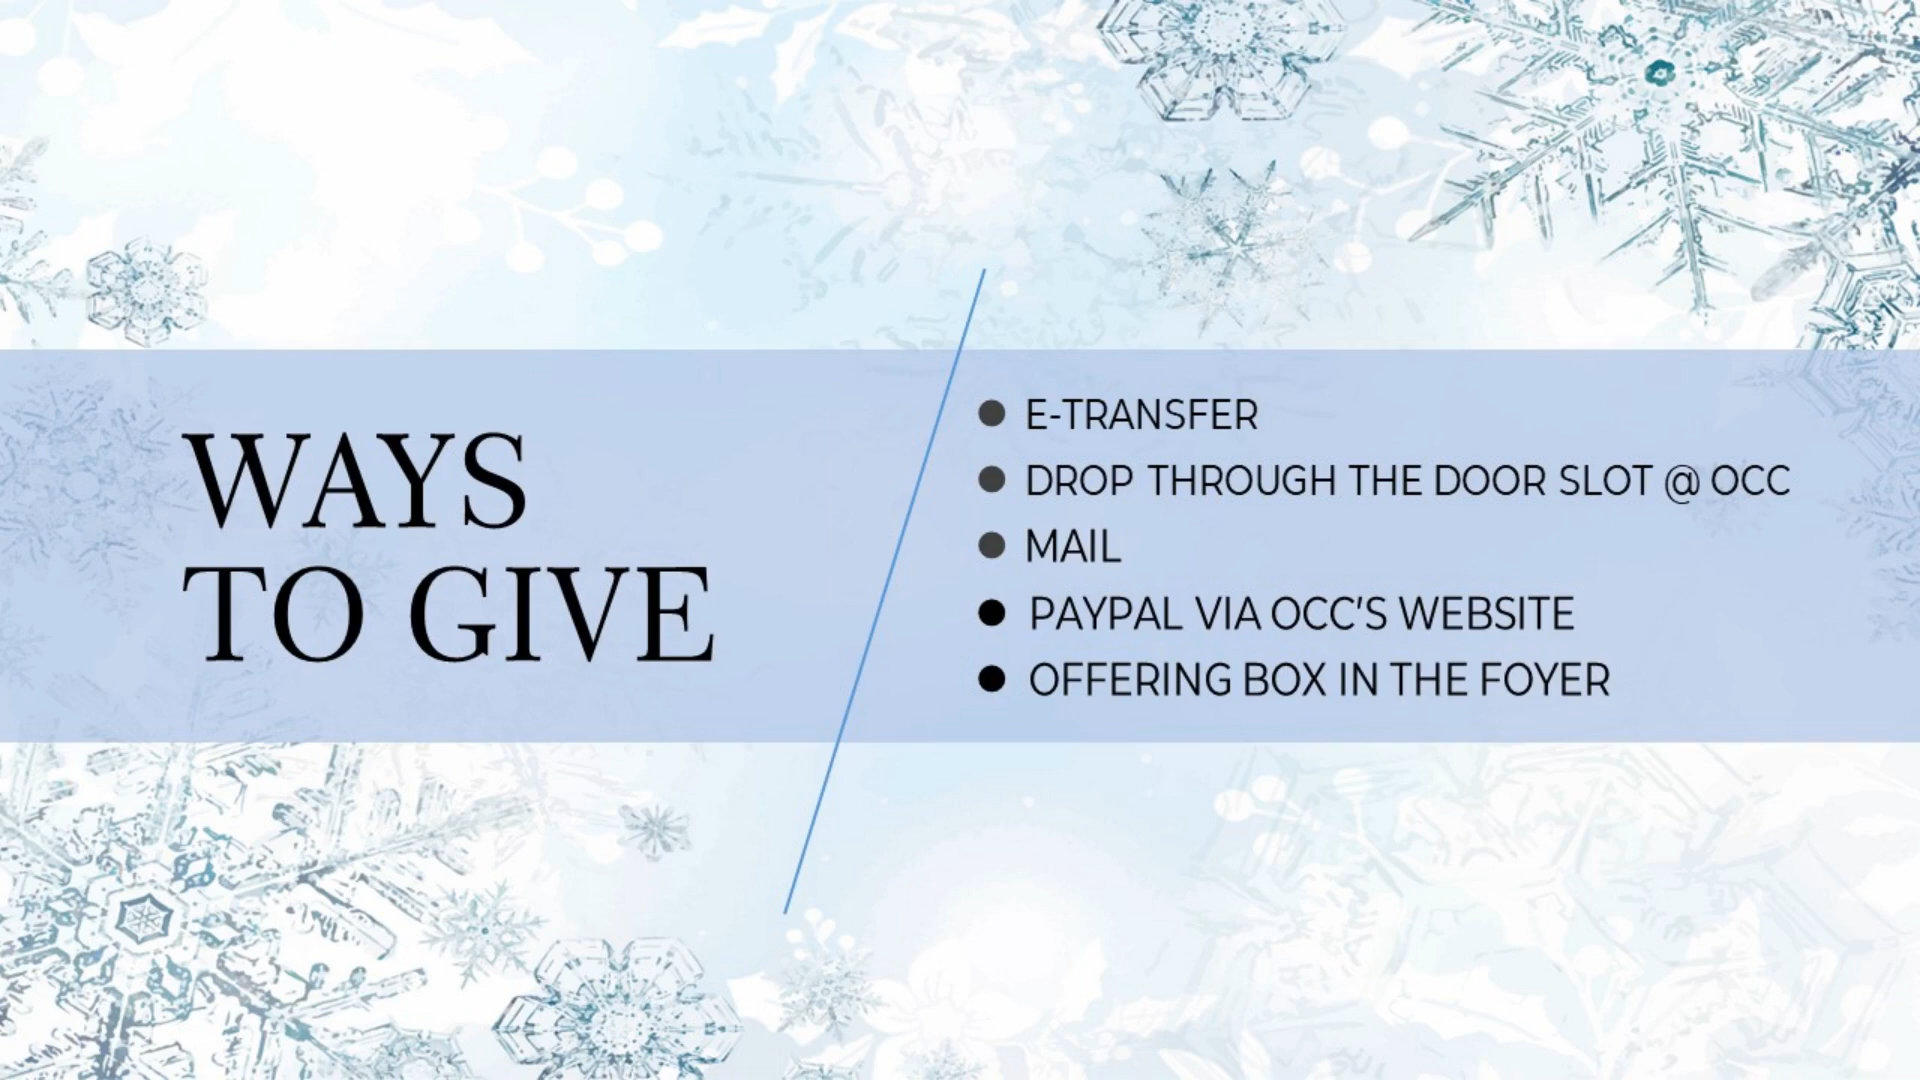 WAYS
TO GIVE
● E-TRANSFER
● DROP THROUGH THE DOOR SLOT @ OCC
● MAIL
● PAYPAL VIA OCC'S WEBSITE
● OFFERING BOX IN THE FOYER